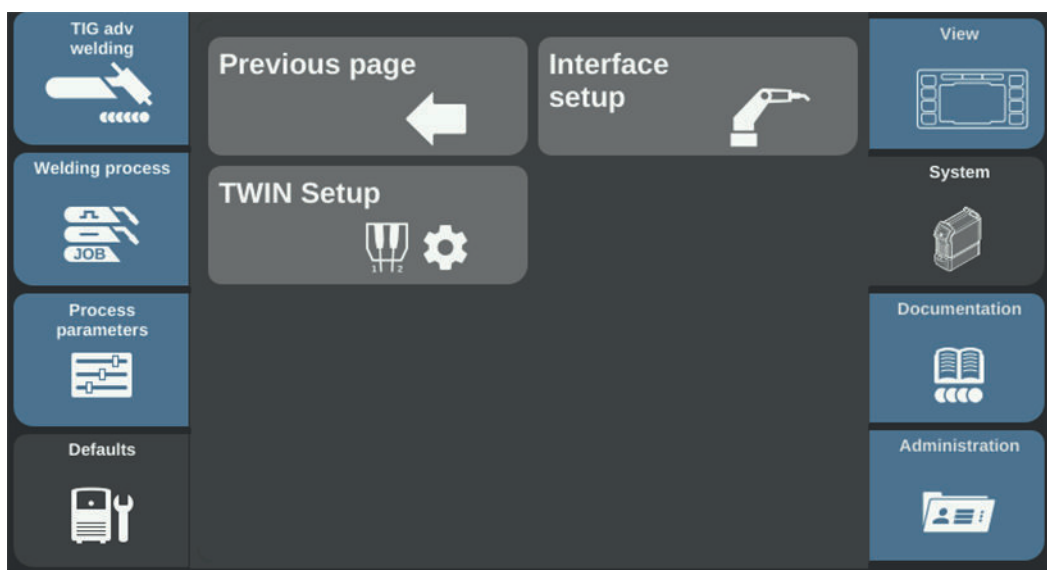 TIG adv
welding
Welding process
JOB
Process
parameters
Defaults
Previous page
Interface
setup
TWIN Setup
1 2
View
System
Documentation
Administration